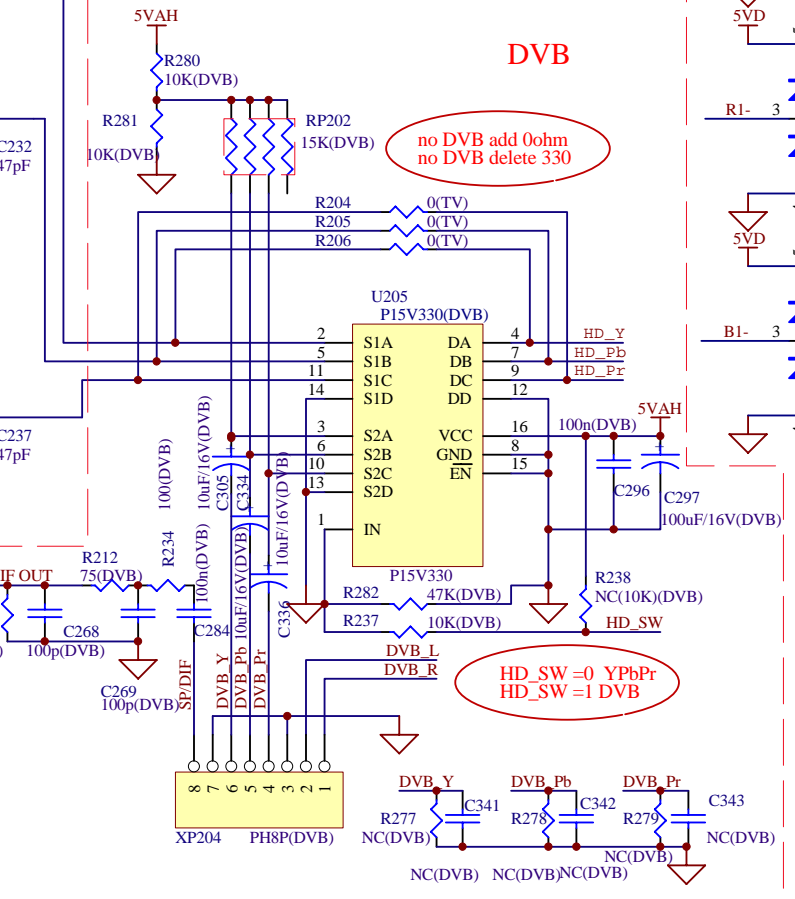 5VAH
5VD
R280
10K(DVB)
DVB
R281
10K(DVB)
RP202
15K(DVB)
R1-
3
no DVB add 0ohm
no DVB delete 330
C232
47pF
R204
0(TV)
R205
0(TV)
R206
0(TV)
5VD
U205
P15V330(DVB)
2
S1A
DA
4
HD_Y
5
S1B
DB
7
HD_Pb
11
S1C
DC
9
HD_Pr
14
S1D
DD
12
B1-
3
3
S2A
VCC
16
6
S2B
GND
8
10
S2C
EN
15
13
S2D
1
IN
P15V330
100n(DVB)
5VAH
C296
C297
100uF/16V(DVB)
C237
47pF
100(DVB)
10uF/16V(DVB)
C305
C334
10uF/16V(DVB)
10uF/16V(DVB)
C336
IF OUT
R212
75(DVB)
R234
100n(DVB)
C284
C268
100p(DVB)
C269
100p(DVB)
R282
47K(DVB)
R237
10K(DVB)
R238
NC(10K)(DVB)
HD_SW
SP/DIF
DVB_Y
DVB_Pb
DVB_Pr
DVB_L
DVB_R
HD_SW =0 YPbPr
HD_SW =1 DVB
8
7
6
5
4
3
2
1
XP204
PH8P(DVB)
DVB_Y
DVB_Pb
DVB_Pr
R277
NC(DVB)
C341
NC(DVB)
R278
NC(DVB)
C342
NC(DVB)
R279
NC(DVB)
C343
NC(DVB)